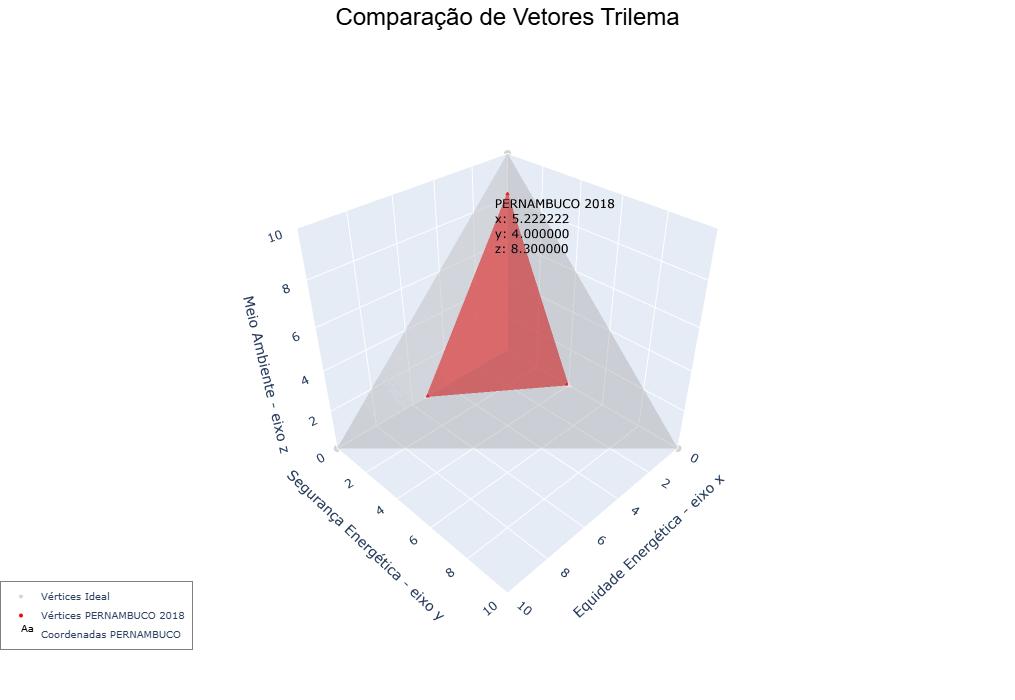 Comparação de Vetores Trilema
PERNAMBUCO 2018
x: 5.222222
y: 4.000000
z: 8.300000
10
8
6
4
2
0
Meio Ambiente - eixo z
2
4
6
8
10
Segurança Energética - eixo y
0
2
4
6
8
10
Equidade Energética - eixo x
Vértices Ideal
Vértices PERNAMBUCO 2018
Aa Coordenadas PERNAMBUCO